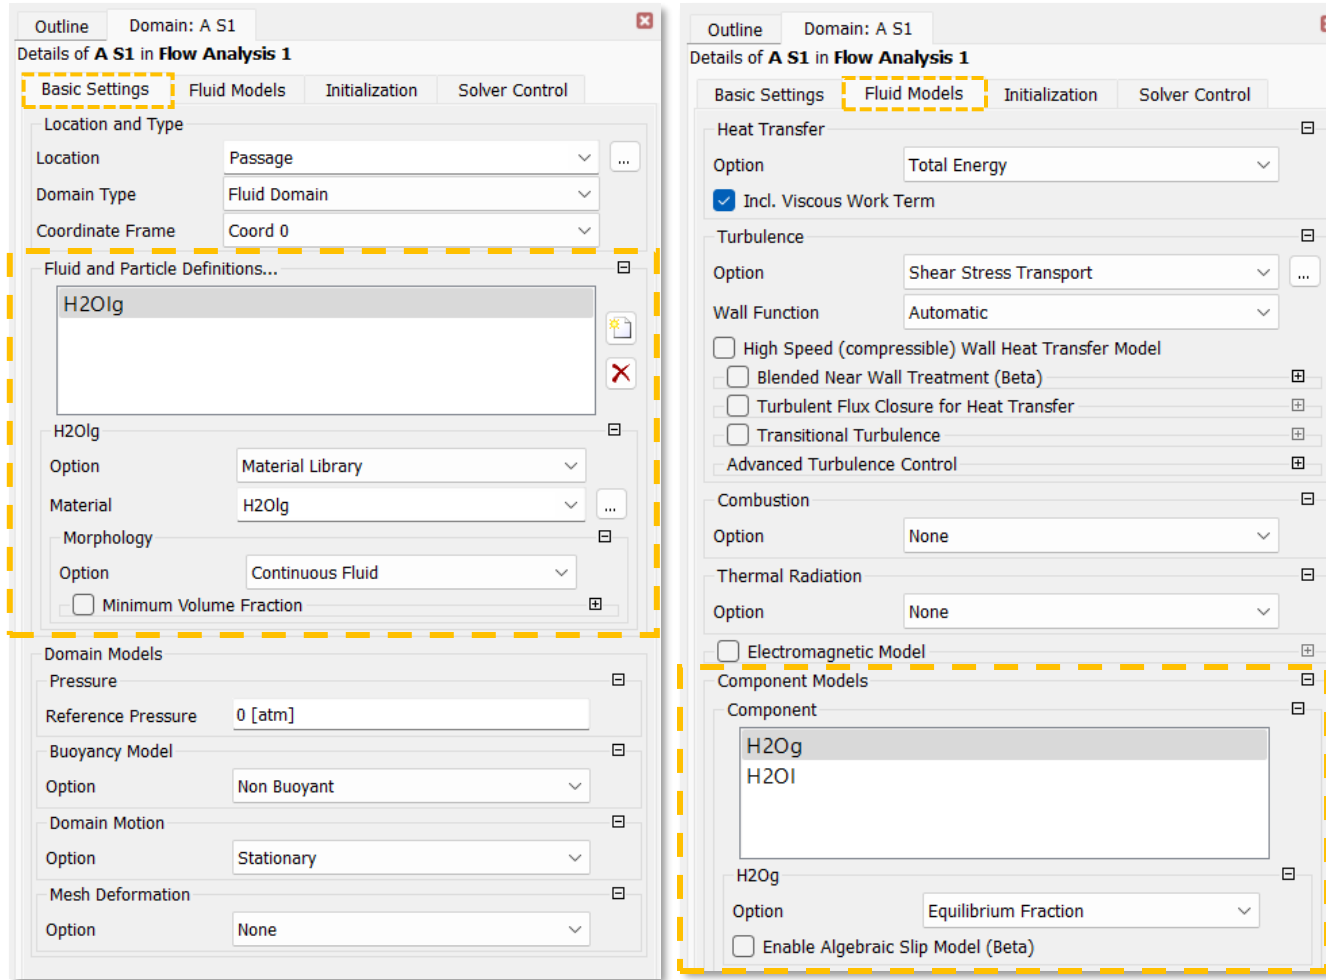 Outline
Domain: A S1
Details of A S1 in Flow Analysis 1
Basic Settings
Fluid Models
Initialization
Solver Control
Location and Type
Location
Passage
...
Domain Type
Fluid Domain
Coordinate Frame
Coord 0
Fluid and Particle Definitions...
H2Olg
H2Olg
Option
Material Library
Material
H2Olg
...
Morphology
Option
Continuous Fluid
Minimum Volume Fraction
Domain Models
Pressure
Reference Pressure
0 [atm]
Buoyancy Model
Option
Non Buoyant
Domain Motion
Option
Stationary
Mesh Deformation
Option
None
Outline
Domain: A S1
Details of A S1 in Flow Analysis 1
Basic Settings
Fluid Models
Initialization
Solver Control
Heat Transfer
Option
Total Energy
Incl. Viscous Work Term
Turbulence
Option
Shear Stress Transport
...
Wall Function
Automatic
High Speed (compressible) Wall Heat Transfer Model
Blended Near Wall Treatment (Beta)
Turbulent Flux Closure for Heat Transfer
Transitional Turbulence
Advanced Turbulence Control
Combustion
Option
None
Thermal Radiation
Option
None
Electromagnetic Model
Component Models
Component
H2Og
H2Ol
H2Og
Option
Equilibrium Fraction
Enable Algebraic Slip Model (Beta)